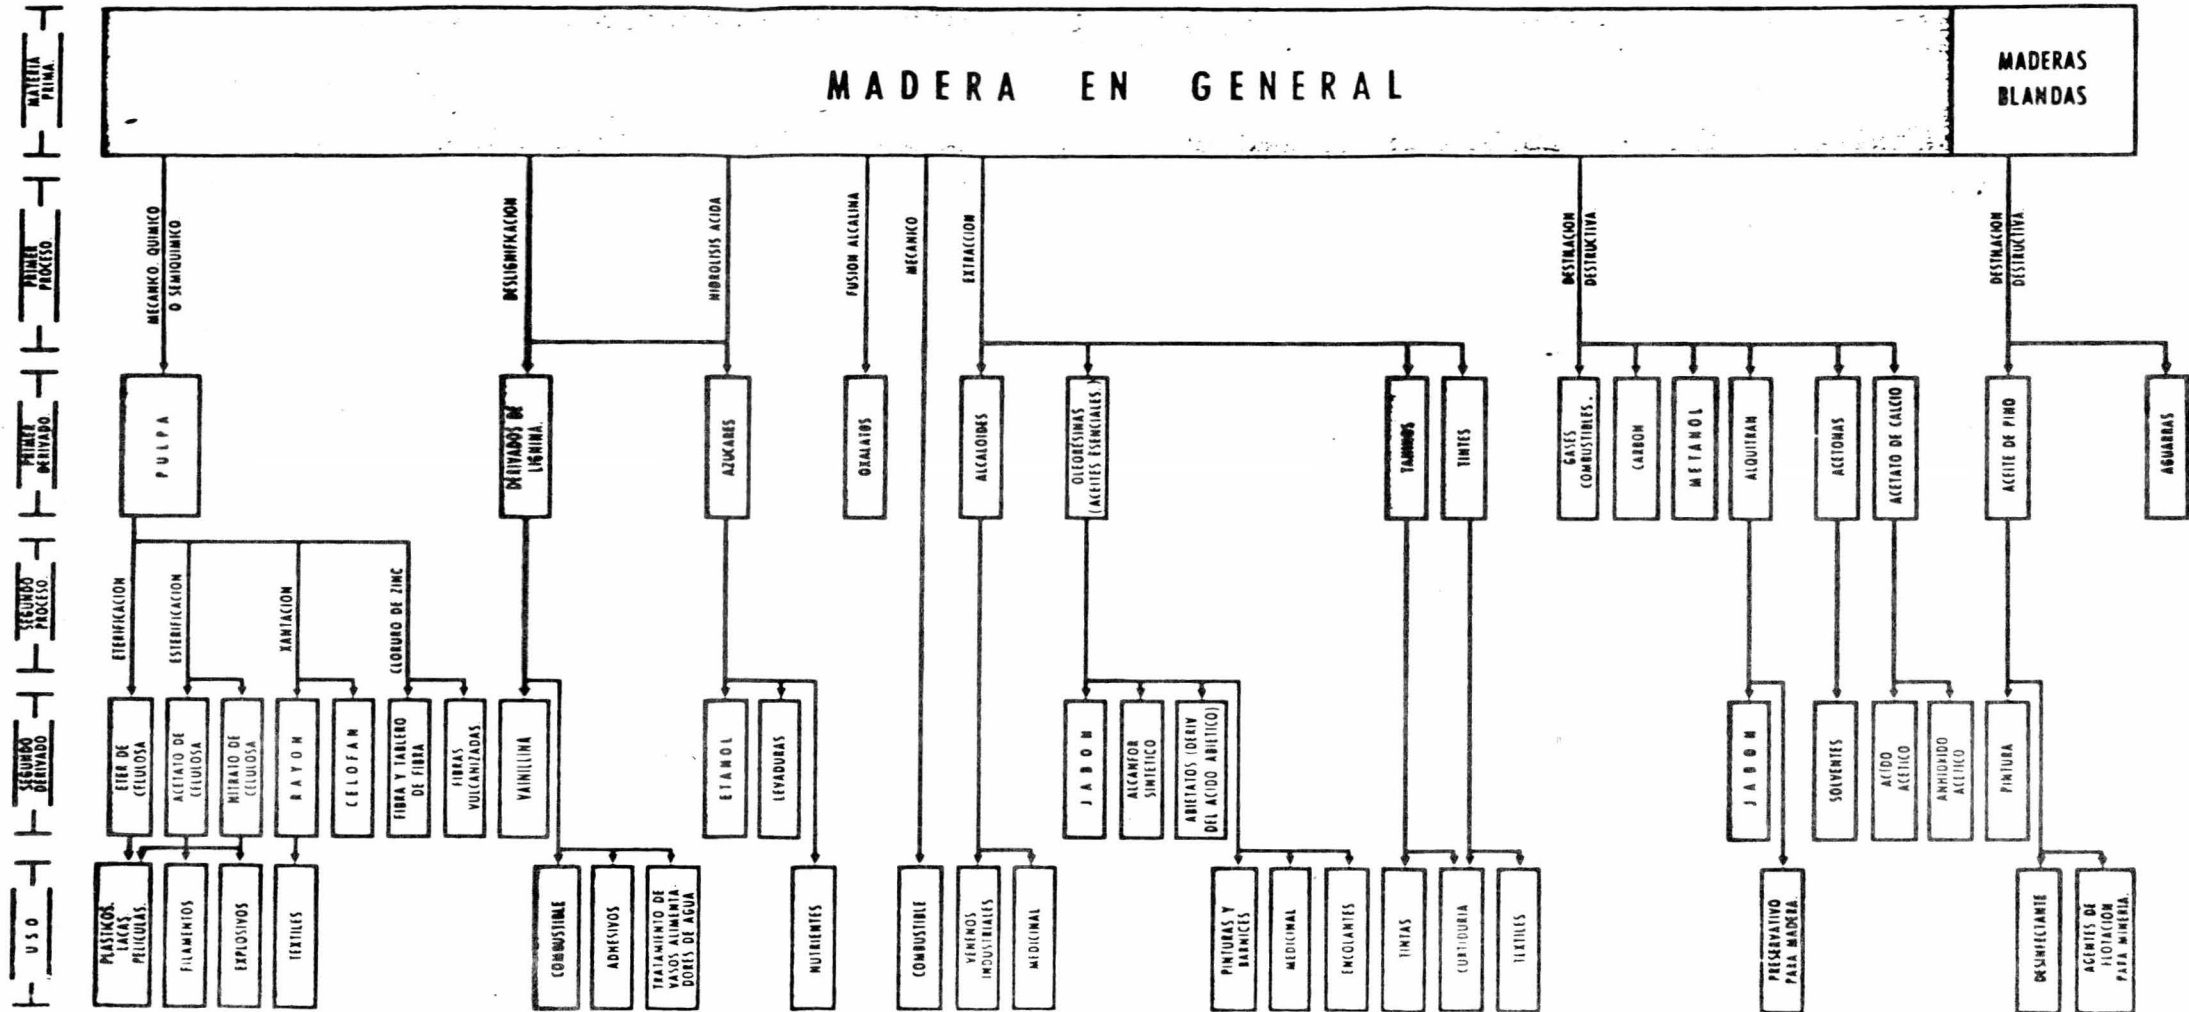 MATERIA
PRIMA.
MADERA EN GENERAL
MADERAS
BLANDAS
PRIMER
PROCESO.
MECANICO, QUIMICO
O SEMIQUIMICO
DESLIGNIFICACION
HIDROLISIS ACIDA
FUSION ALCALINA
MECANICO
EXTRACCION
DESTILACION
DESTRUCTIVA.
DESTILACION
DESTRUCTIVA.
PRIMER
DERIVADO.
PULPA
DERIVADOS DE
LIGNINA.
AZUCARES
OXALATOS
ALCALOIDES
OLEORESINAS
(ACEITES ESENCIALES.)
TANINOS
TINTES
GASES
COMBUSTIBLES.
CARBON
METANOL
ALQUITRAN
ACETONAS
ACETATO DE CALCIO
ACEITE DE PINO
AGUARRAS
SEGUNDO
PROCESO.
ETERIFICACION
ESTERIFICACION
XANTACION
CLORURO DE ZINC
SEGUNDO
DERIVADO
ETER DE
CELULOSA
ACETATO DE
CELULOSA
NITRATO DE
CELULOSA
RAYON
CELOFAN
FIBRA Y TABLERO
DE FIBRA
FIBRAS
VULCANIZADAS.
VAINILLINA
ETANOL
LEVADURAS
JABON
ALCANFOR
SINTETICO
ABIETATOS (DERIV
DEL ACIDO ABIETICO)
JABON
SOLVENTES
ACIDO
ACETICO
ANHIDRIDO
ACETICO
PINTURA
USO
PLASTICOS.
LACAS
PELICULAS.
FILAMENTOS
EXPLOSIVOS
TEXTILES
COMBUSTIBLE
ADHESIVOS
TRATAMIENTO DE
VASOS ALIMENTA-
DORES DE AGUA
NUTRIENTES
COMBUSTIBLE
VENENOS
INDUSTRIALES
MEDICINAL
PINTURAS Y
BARNICES
MEDICINAL
ENCOLANTES
TINTAS
CURTIDURIA
TEXTILES
PRESERVATIVO
PARA MADERA.
DESINFECTANTE
AGENTES DE
FLOTACION
PARA MINERIA.